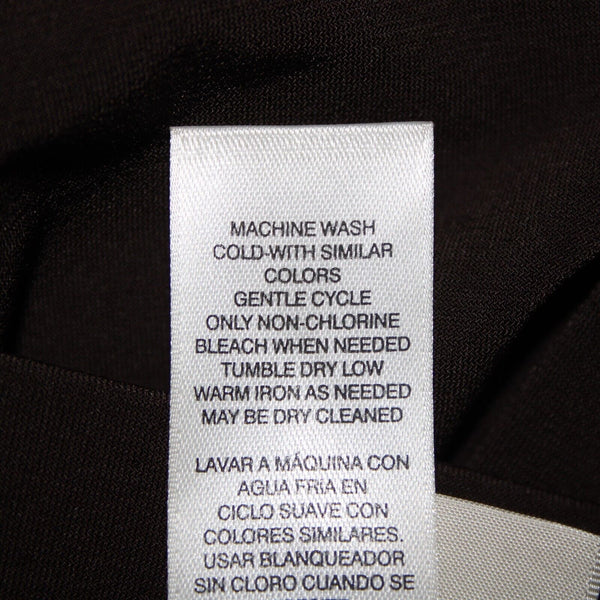 MACHINE WASH
COLD-WITH SIMILAR
COLORS
GENTLE CYCLE
ONLY NON-CHLORINE
BLEACH WHEN NEEDED
TUMBLE DRY LOW
WARM IRON AS NEEDED
MAY BE DRY CLEANED
LAVAR A MÁQUINA CON
AGUA FRIA EN
CICLO SUAVE CON
COLORES SIMILARES.
USAR BLANQUEADOR
SIN CLORO CUANDO SE